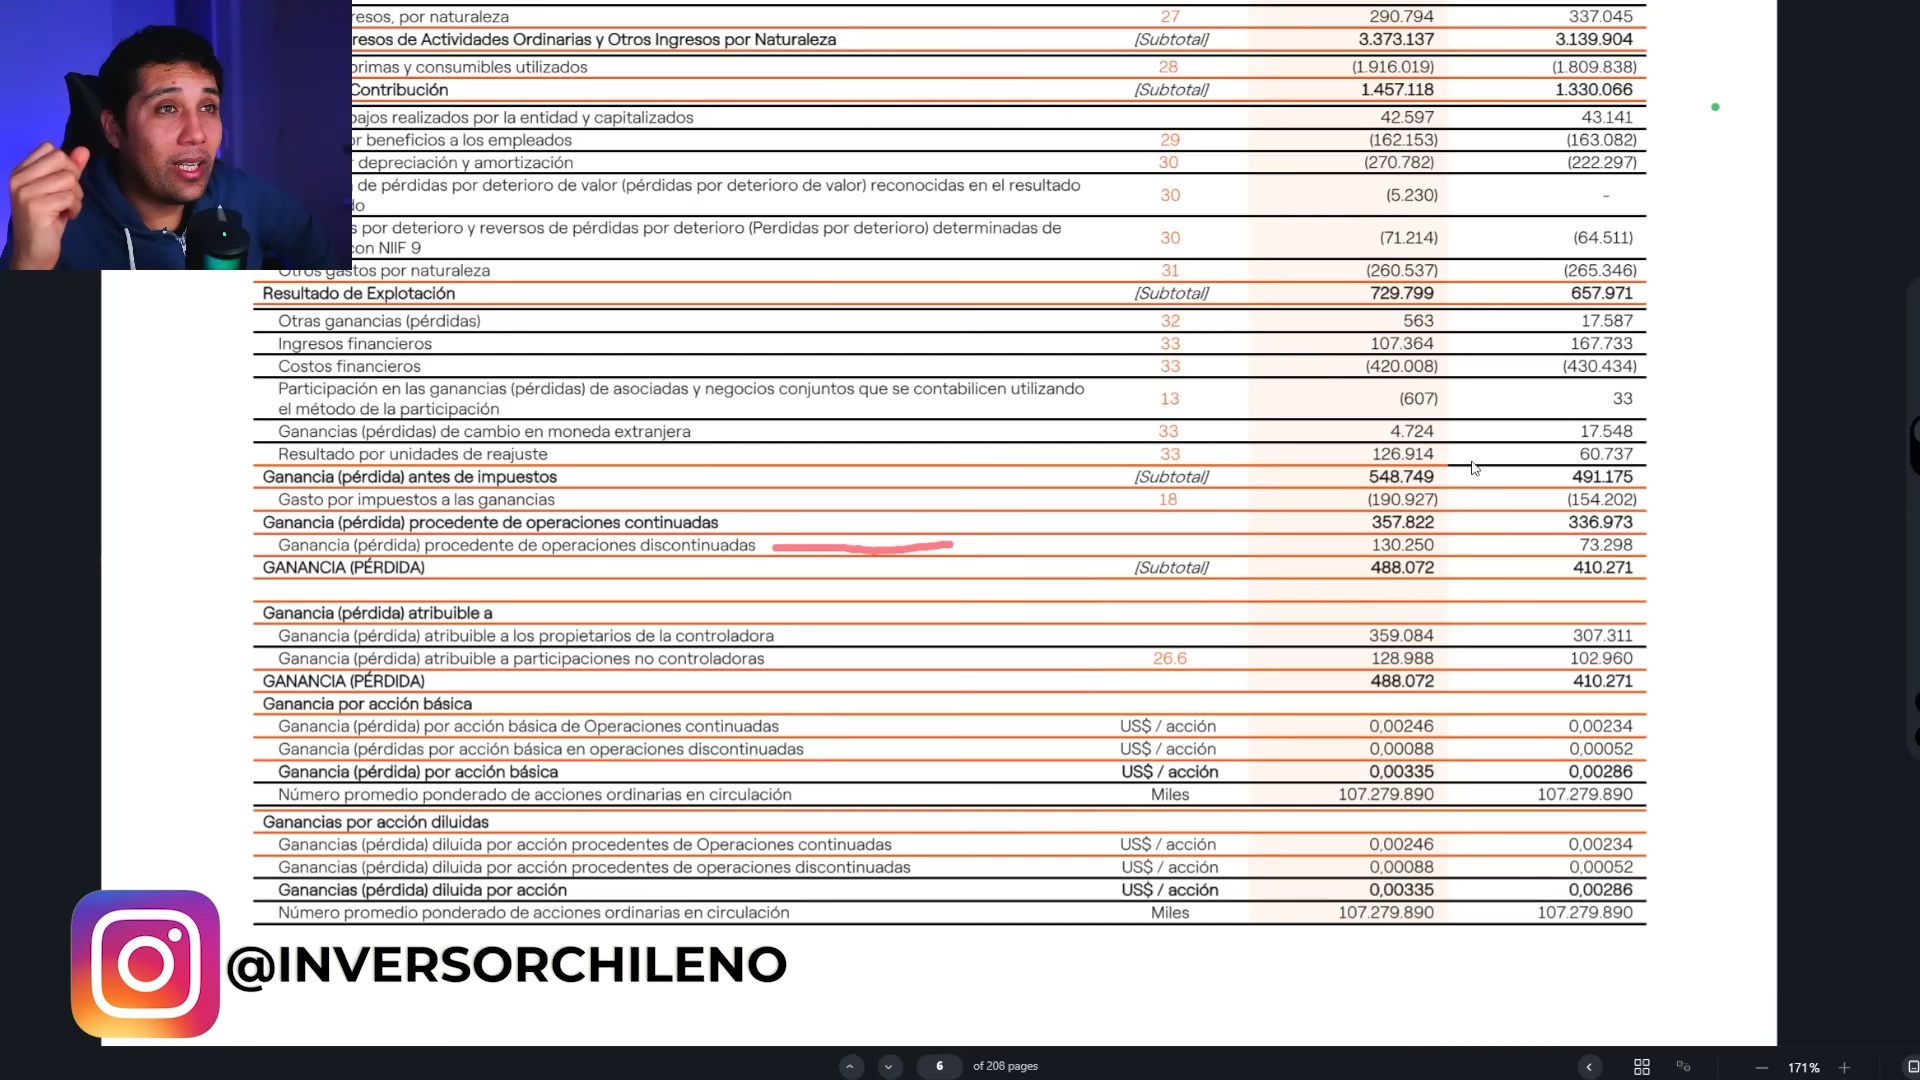 resos, por naturaleza 27 290.794 337.045
resos de Actividades Ordinarias y Otros Ingresos por Naturaleza [Subtotal] 3.373.137 3.139.904
primas y consumibles utilizados 28 (1.916.019) (1.809.838)
Contribución [Subtotal] 1.457.118 1.330.066
bajos realizados por la entidad y capitalizados 42.597 43.141
or beneficios a los empleados 29 (162.153) (163.082)
r depreciación y amortización 30 (270.782) (222.297)
de pérdidas por deterioro de valor (pérdidas por deterioro de valor) reconocidas en el resultado
do 30 (5.230) -
s por deterioro y reversos de pérdidas por deterioro (Perdidas por deterioro) determinadas de
con NIIF 9 30 (71.214) (64.511)
Otros gastos por naturaleza 31 (260.537) (265.346)
Resultado de Explotación [Subtotal] 729.799 657.971
Otras ganancias (pérdidas) 32 563 17.587
Ingresos financieros 33 107.364 167.733
Costos financieros 33 (420.008) (430.434)
Participación en las ganancias (pérdidas) de asociadas y negocios conjuntos que se contabilicen utilizando
el método de la participación 13 (607) 33
Ganancias (pérdidas) de cambio en moneda extranjera 33 4.724 17.548
Resultado por unidades de reajuste 33 126.914 60.737
Ganancia (pérdida) antes de impuestos [Subtotal] 548.749 491.175
Gasto por impuestos a las ganancias 18 (190.927) (154.202)
Ganancia (pérdida) procedente de operaciones continuadas 357.822 336.973
Ganancia (pérdida) procedente de operaciones discontinuadas 130.250 73.298
GANANCIA (PÉRDIDA) [Subtotal] 488.072 410.271
Ganancia (pérdida) atribuible a
Ganancia (pérdida) atribuible a los propietarios de la controladora 359.084 307.311
Ganancia (pérdida) atribuible a participaciones no controladoras 26.6 128.988 102.960
GANANCIA (PÉRDIDA) 488.072 410.271
Ganancia por acción básica
Ganancia (pérdida) por acción básica de Operaciones continuadas US$ / acción 0,00246 0,00234
Ganancia (pérdidas por acción básica en operaciones discontinuadas US$ / acción 0,00088 0,00052
Ganancia (pérdida) por acción básica US$ / acción 0,00335 0,00286
Número promedio ponderado de acciones ordinarias en circulación Miles 107.279.890 107.279.890
Ganancias por acción diluidas
Ganancias (pérdida) diluida por acción procedentes de Operaciones continuadas US$ / acción 0,00246 0,00234
Ganancias (pérdida) diluida por acción procedentes de operaciones discontinuadas US$ / acción 0,00088 0,00052
Ganancias (pérdida) diluida por acción US$ / acción 0,00335 0,00286
Número promedio ponderado de acciones ordinarias en circulación Miles 107.279.890 107.279.890
@INVERSORCHILENO
6 of 208 pages 171%